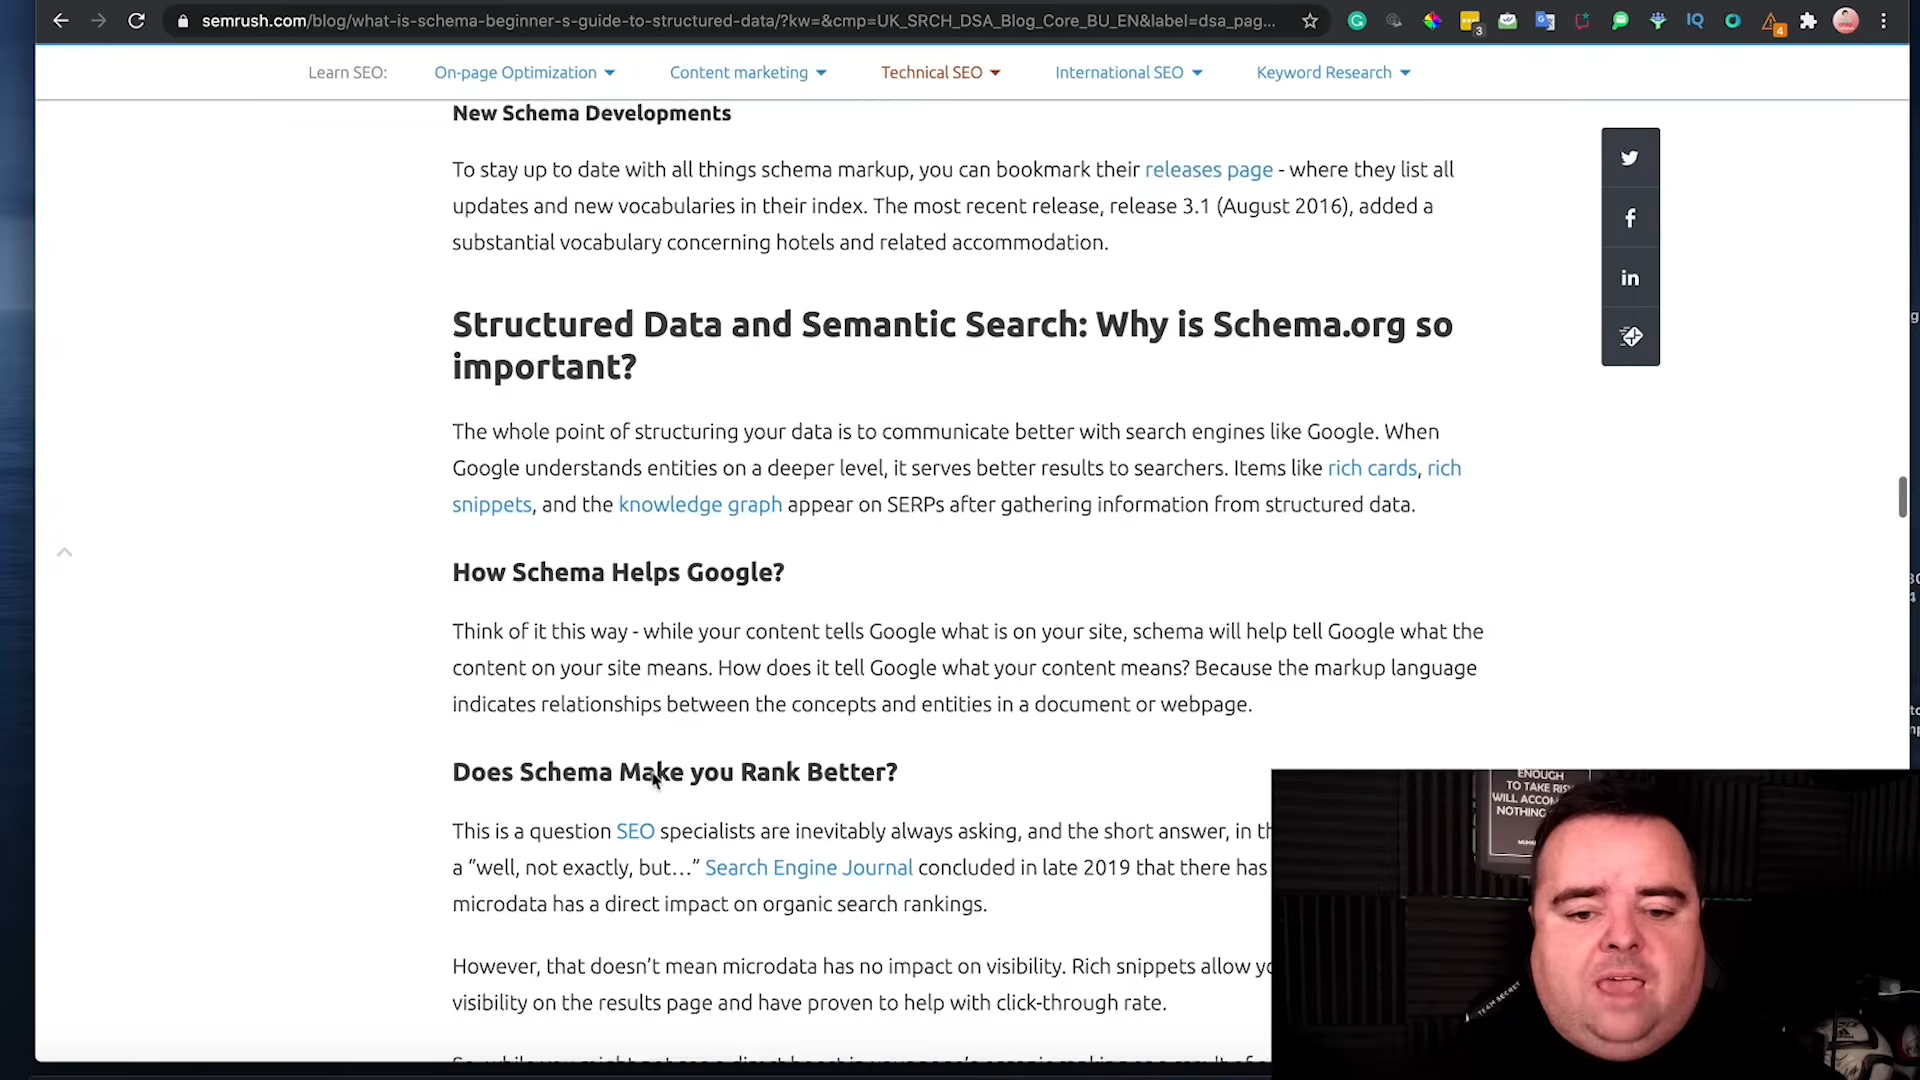 semrush.com/blog/what-is-schema-beginner-s-guide-to-structured-data/?kw=&cmp=UK_SRCH_DSA_Blog_Core_BU_EN&label=dsa_pag...
3
IQ
4
Learn SEO:
On-page Optimization
Content marketing
Technical SEO
International SEO
Keyword Research
New Schema Developments
To stay up to date with all things schema markup, you can bookmark their releases page - where they list all
updates and new vocabularies in their index. The most recent release, release 3.1 (August 2016), added a
substantial vocabulary concerning hotels and related accommodation.
Structured Data and Semantic Search: Why is Schema.org so
important?
The whole point of structuring your data is to communicate better with search engines like Google. When
Google understands entities on a deeper level, it serves better results to searchers. Items like rich cards, rich
snippets, and the knowledge graph appear on SERPs after gathering information from structured data.
How Schema Helps Google?
Think of it this way - while your content tells Google what is on your site, schema will help tell Google what the
content on your site means. How does it tell Google what your content means? Because the markup language
indicates relationships between the concepts and entities in a document or webpage.
Does Schema Make you Rank Better?
This is a question SEO specialists are inevitably always asking, and the short answer, in
a “well, not exactly, but…” Search Engine Journal concluded in late 2019 that there has
microdata has a direct impact on organic search rankings.
However, that doesn’t mean microdata has no impact on visibility. Rich snippets allow
visibility on the results page and have proven to help with click-through rate.
ENOUGH
TO TAKE
WILL
NOTHING
TEAM SECRET